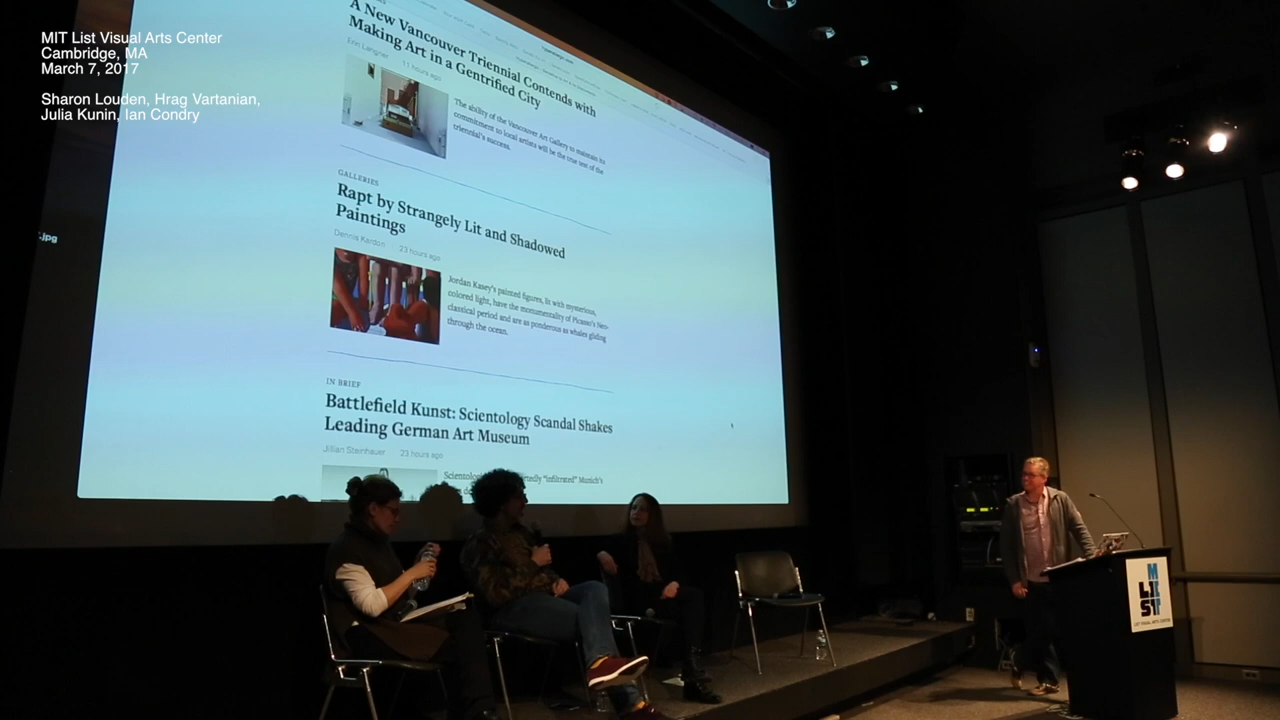 MIT List Visual Arts Center
Cambridge, MA
March 7, 2017
Sharon Louden, Hrag Vartanian,
Julia Kunin, Ian Condry
A New Vancouver Triennial Contends with
Making Art in a Gentrified City
Erin Langner 11 hours ago
The ability of the Vancouver Art Gallery to maintain its
commitment to local artists will be the true test of the
triennial's success.
GALLERIES
Rapt by Strangely Lit and Shadowed
Paintings
Dennis Kardon 23 hours ago
Jordan Kasey's painted figures, lit with mysterious,
colored light, have the monumentality of Picasso's Neo-
classical period and are as ponderous as whales gliding
through the ocean.
.jpg
IN BRIEF
Battlefield Kunst: Scientology Scandal Shakes
Leading German Art Museum
Jillian Steinhauer 23 hours ago
"infiltrated" Munich's
M
LI
ST
LIST VISUAL ARTS CENTER